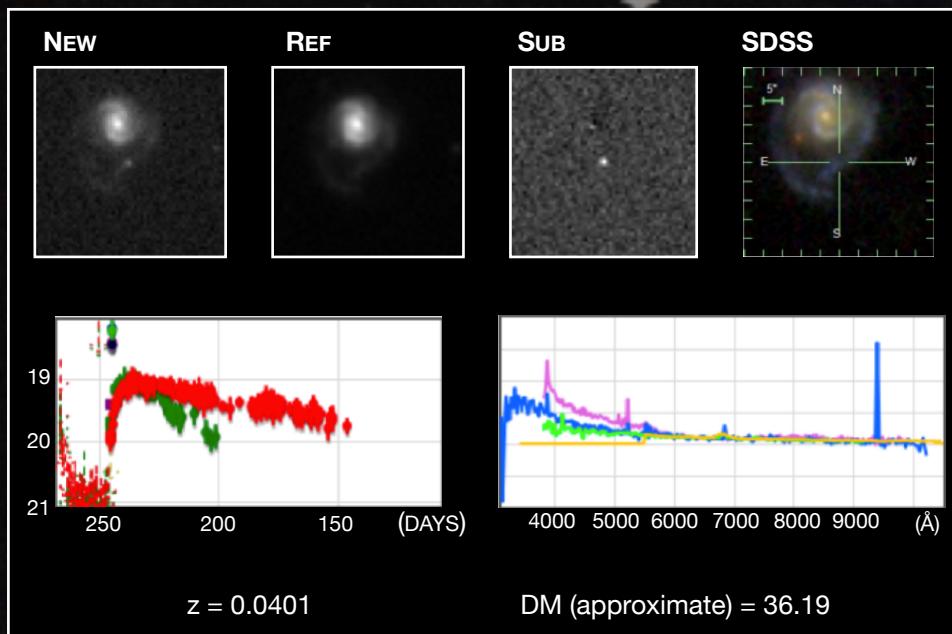 NEW REF SUB SDSS
5"
N
E W
S
19
20
21
250 200 150 (DAYS)
4000 5000 6000 7000 8000 9000 (Å)
z = 0.0401 DM (approximate) = 36.19